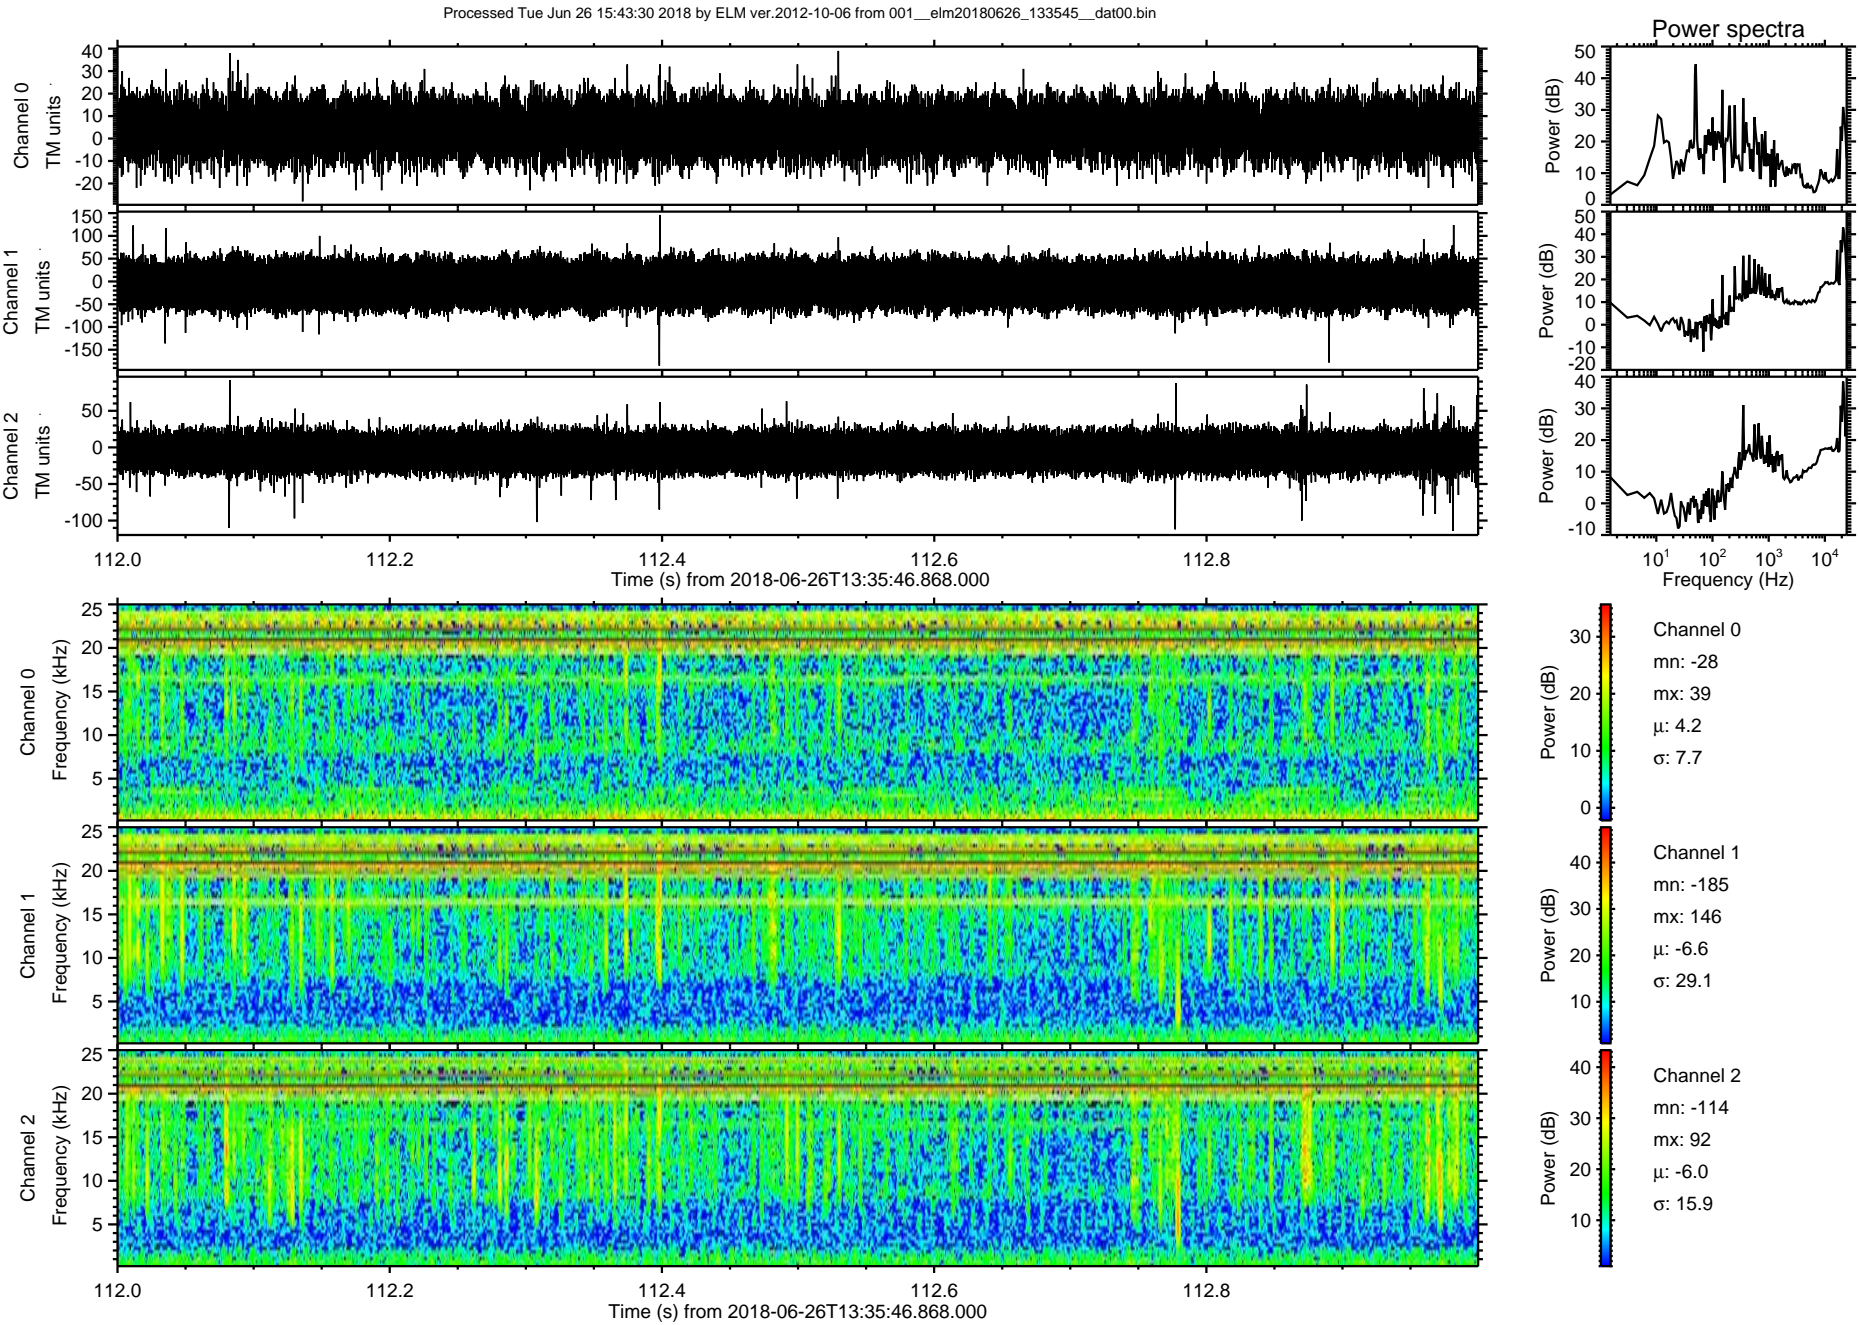 Processed Tue Jun 26 15:43:30 2018 by ELM ver.2012-10-06 from 001__elm20180626_133545__dat00.bin
Power spectra
Channel 0
TM units
40
30
20
10
0
-10
-20
Power (dB)
50
40
30
20
10
0
Channel 1
TM units
150
100
50
0
-50
-100
-150
Power (dB)
50
40
30
20
10
0
-10
-20
Channel 2
TM units
50
0
-50
-100
Power (dB)
40
30
20
10
0
-10
112.0 112.2 112.4 112.6 112.8
Time (s) from 2018-06-26T13:35:46.868.000
10¹ 10² 10³ 10⁴
Frequency (Hz)
Channel 0
Frequency (kHz)
25
20
15
10
5
Power (dB)
30
20
10
0
Channel 0
mn: -28
mx: 39
μ: 4.2
σ: 7.7
Channel 1
Frequency (kHz)
25
20
15
10
5
Power (dB)
40
30
20
10
Channel 1
mn: -185
mx: 146
μ: -6.6
σ: 29.1
Channel 2
Frequency (kHz)
25
20
15
10
5
Power (dB)
40
30
20
10
Channel 2
mn: -114
mx: 92
μ: -6.0
σ: 15.9
112.0 112.2 112.4 112.6 112.8
Time (s) from 2018-06-26T13:35:46.868.000